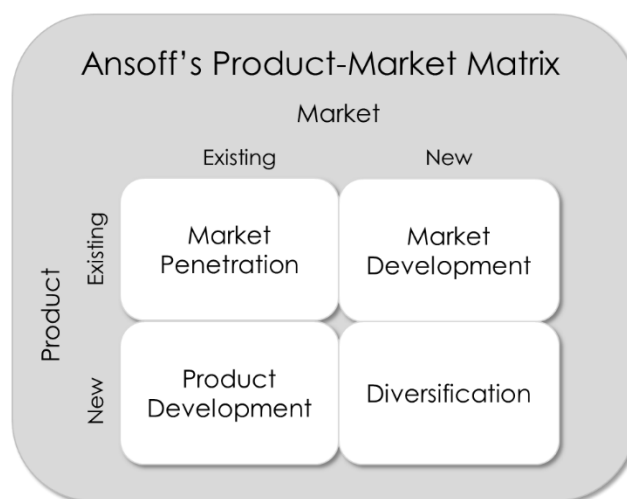 Ansoff’s Product-Market Matrix
Market
Existing New
Product
Existing
Market Market
Penetration Development
New
Product
Development
Diversification